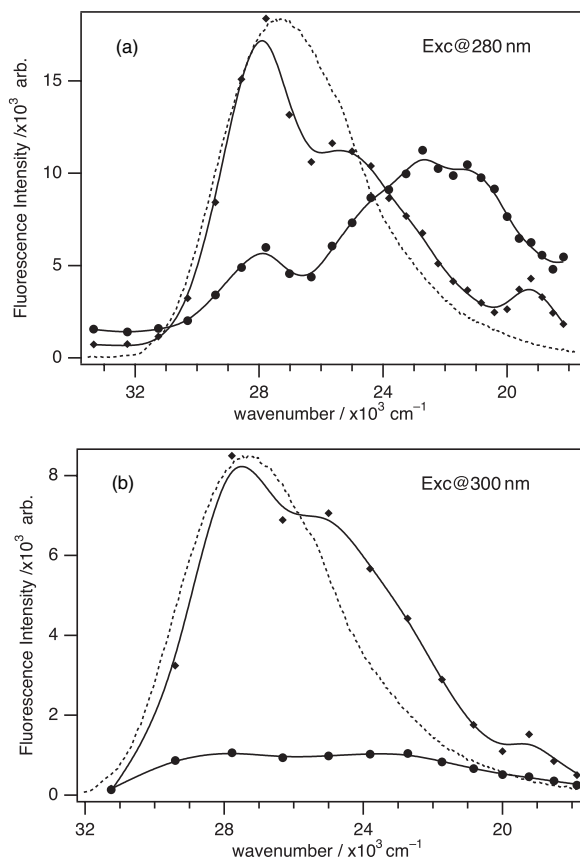 (a)
Exc@280 nm
Fluorescence Intensity /x10³ arb.
15
10
5
0
28
24
20
wavenumber / x10³ cm⁻¹
(b)
Exc@300 nm
Fluorescence Intensity /x10³ arb.
8
6
4
2
0
32
28
24
20
wavenumber / x10³ cm⁻¹